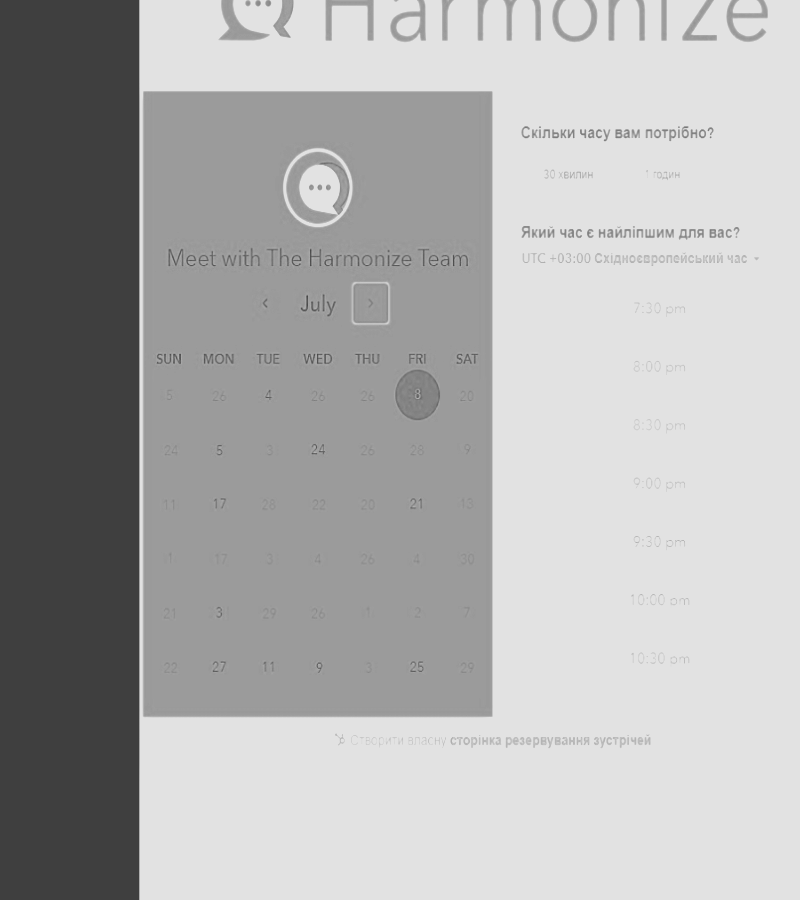 Harmonize
Meet with The Harmonize Team
July
SUN MON TUE WED THU FRI SAT
5 26 4 26 26 8 20
24 5 3 24 26 28 9
11 17 28 22 20 21 13
1 17 3 4 26 4 30
21 3 29 26 1 2 7
22 27 11 9 3 25 29
Скільки часу вам потрібно?
30 хвилин 1 годин
Який час є найліпшим для вас?
UTC +03:00 Східноєвропейський час
7:30 pm
8:00 pm
8:30 pm
9:00 pm
9:30 pm
10:00 pm
10:30 pm
Створити власну сторінка резервування зустрічей